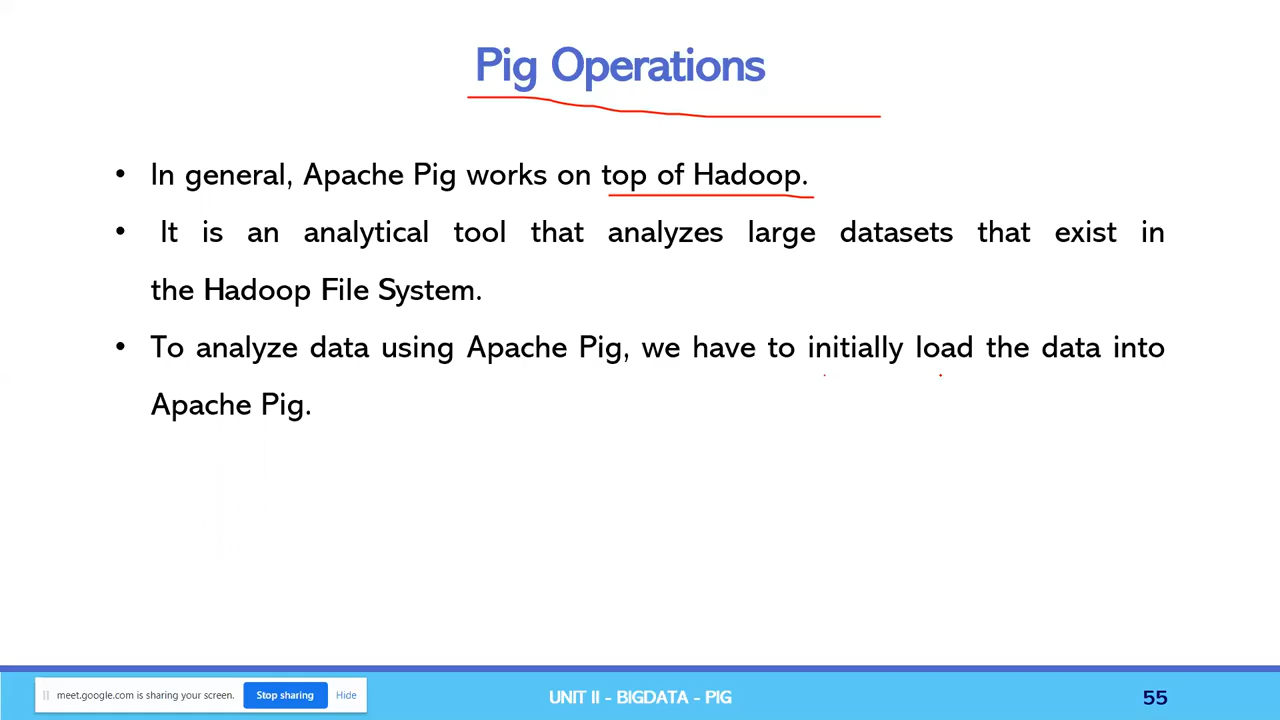 Pig Operations
• In general, Apache Pig works on top of Hadoop.
• It is an analytical tool that analyzes large datasets that exist in
the Hadoop File System.
• To analyze data using Apache Pig, we have to initially load the data into
Apache Pig.
meet.google.com is sharing your screen. Stop sharing Hide
UNIT II - BIGDATA - PIG
55